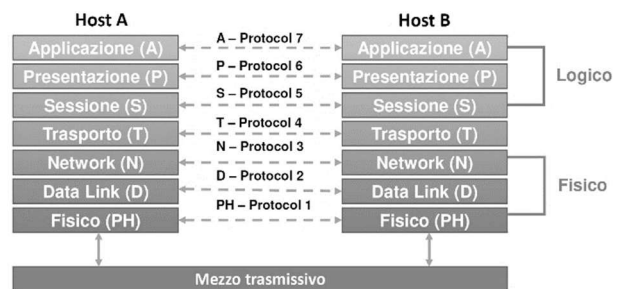 Host A
Host B
Applicazione (A)
A – Protocol 7
Applicazione (A)
Presentazione (P)
P – Protocol 6
Presentazione (P)
Logico
Sessione (S)
S – Protocol 5
Sessione (S)
Trasporto (T)
T – Protocol 4
Trasporto (T)
Network (N)
N – Protocol 3
Network (N)
Data Link (D)
D – Protocol 2
Data Link (D)
Fisico
Fisico (PH)
PH – Protocol 1
Fisico (PH)
Mezzo trasmissivo